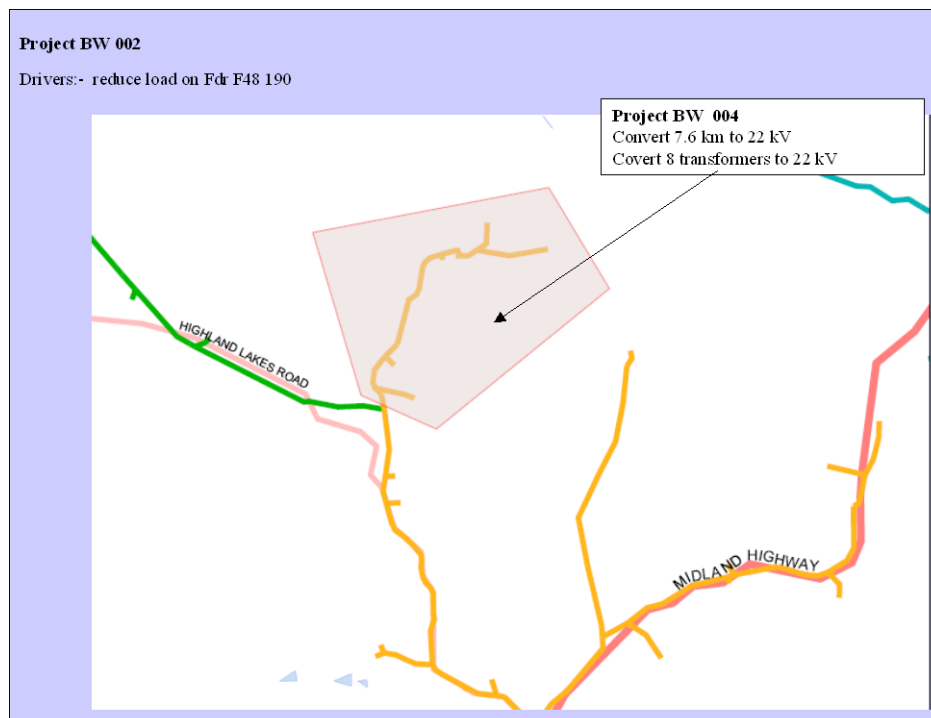 Project BW 002
Drivers:- reduce load on Fdr F48 190
Project BW 004
Convert 7.6 km to 22 kV
Covert 8 transformers to 22 kV
HIGHLAND LAKES ROAD
MIDLAND HIGHWAY